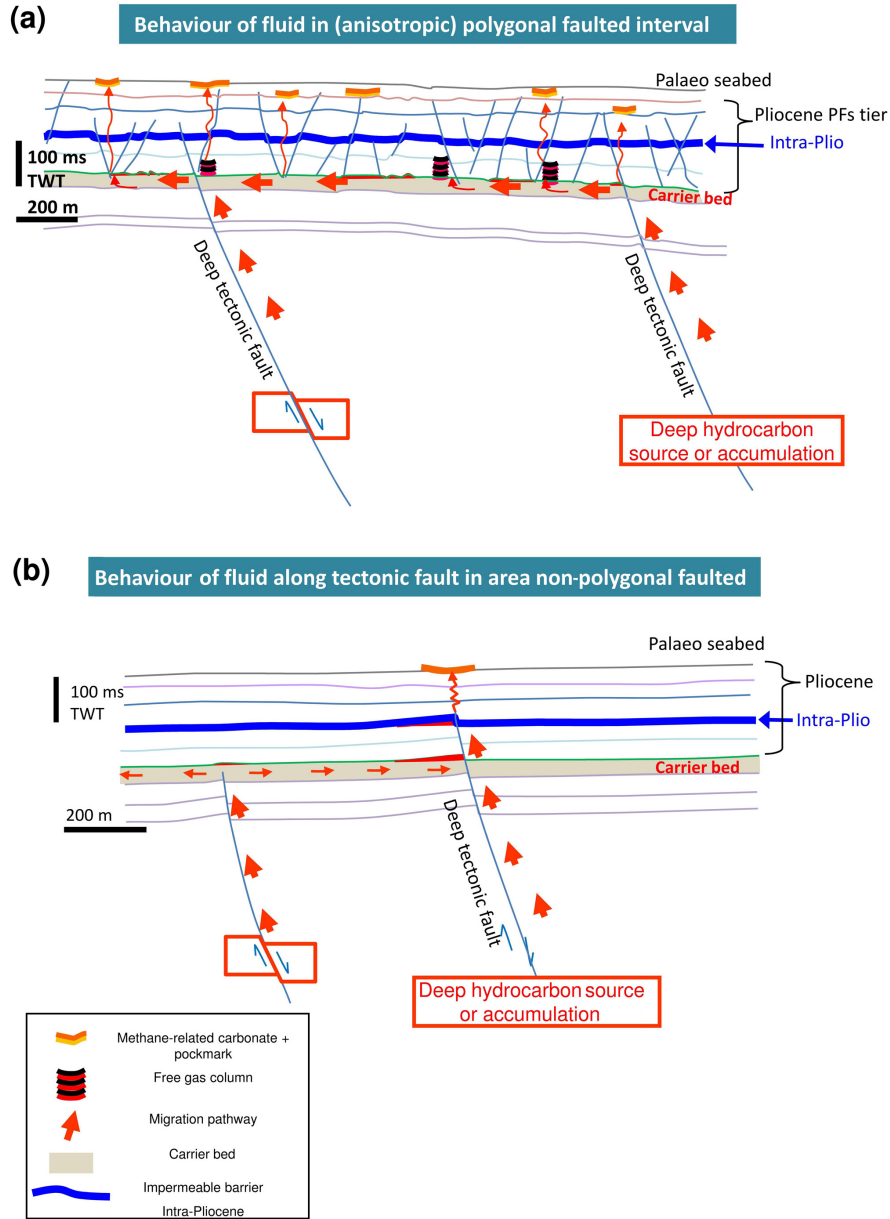 (a)
Behaviour of fluid in (anisotropic) polygonal faulted interval
Palaeo seabed
Pliocene PFs tier
Intra-Plio
100 ms
TWT
200 m
Carrier bed
Deep tectonic fault
Deep tectonic fault
Deep hydrocarbon
source or accumulation
(b)
Behaviour of fluid along tectonic fault in area non-polygonal faulted
Palaeo seabed
100 ms
TWT
Pliocene
Intra-Plio
Carrier bed
200 m
Deep tectonic fault
Deep hydrocarbon source
or accumulation
Methane-related carbonate +
pockmark
Free gas column
Migration pathway
Carrier bed
Impermeable barrier
Intra-Pliocene